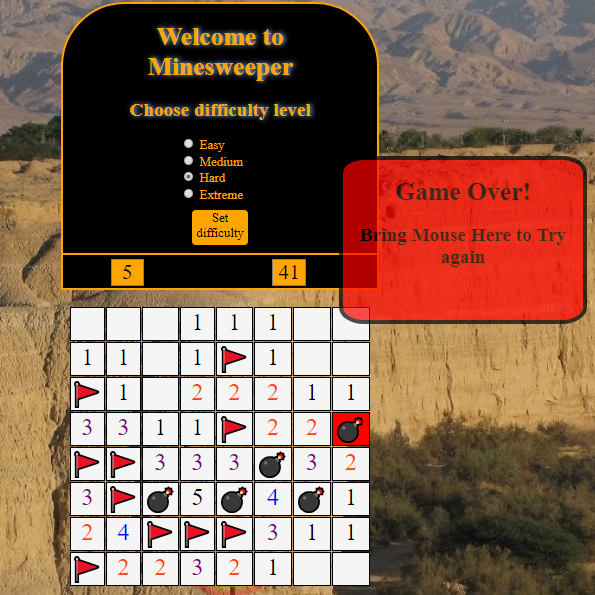 Welcome to
Minesweeper
Choose difficulty level
Easy
Medium
Hard
Extreme
Set
difficulty
Game Over!
Bring Mouse Here to Try
again
5 41
1 1 1
1 1 1 1
1 2 2 2 1 1
3 3 1 1 2 2
3 3 3 3 2
3 5 4 1
2 4 3 1 1
2 2 3 2 1